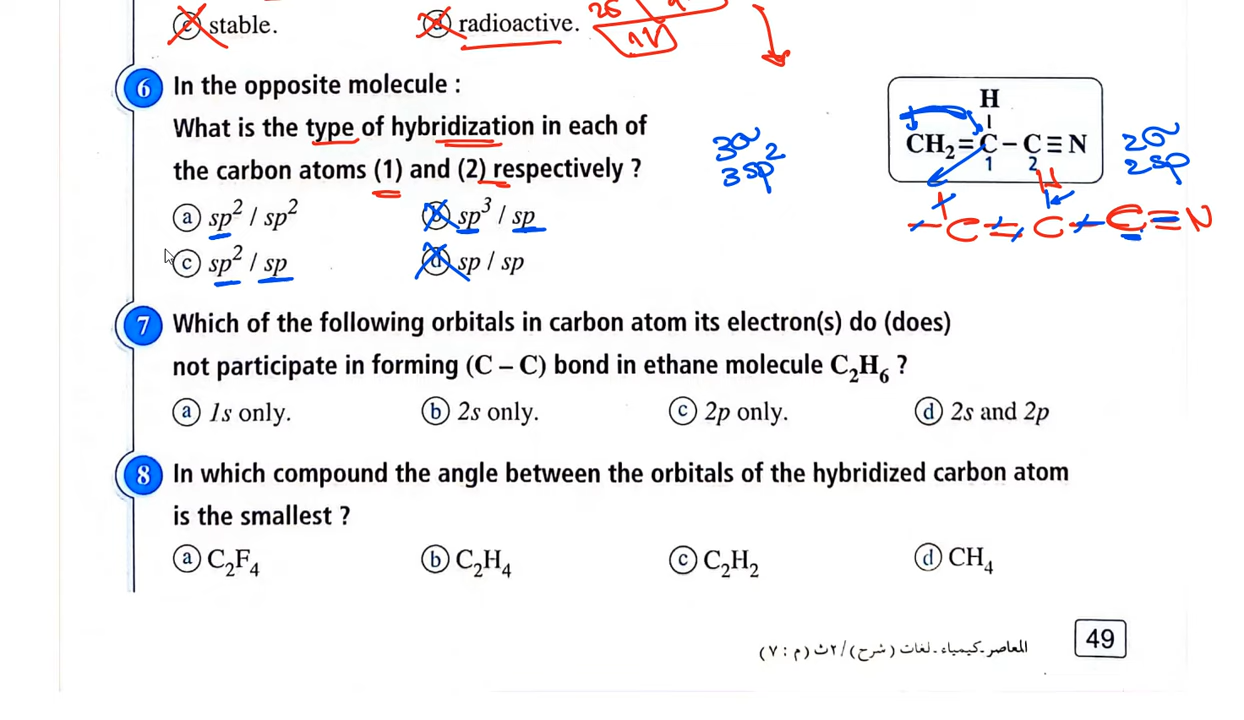 c stable.
d radioactive.
6 In the opposite molecule :
What is the type of hybridization in each of
the carbon atoms (1) and (2) respectively ?
a sp² / sp²
b sp³ / sp
c sp² / sp
d sp / sp
H
CH₂=C–C≡N
1 2
3σ
3sp²
2σ
2sp
H
–C=C–C≡N
7 Which of the following orbitals in carbon atom its electron(s) do (does)
not participate in forming (C – C) bond in ethane molecule C₂H₆ ?
a 1s only.
b 2s only.
c 2p only.
d 2s and 2p
8 In which compound the angle between the orbitals of the hybridized carbon atom
is the smallest ?
a C₂F₄
b C₂H₄
c C₂H₂
d CH₄
المعاصر ـ كيمياء ـ لغات (شرح) / ٢ث (م : ٧)
49